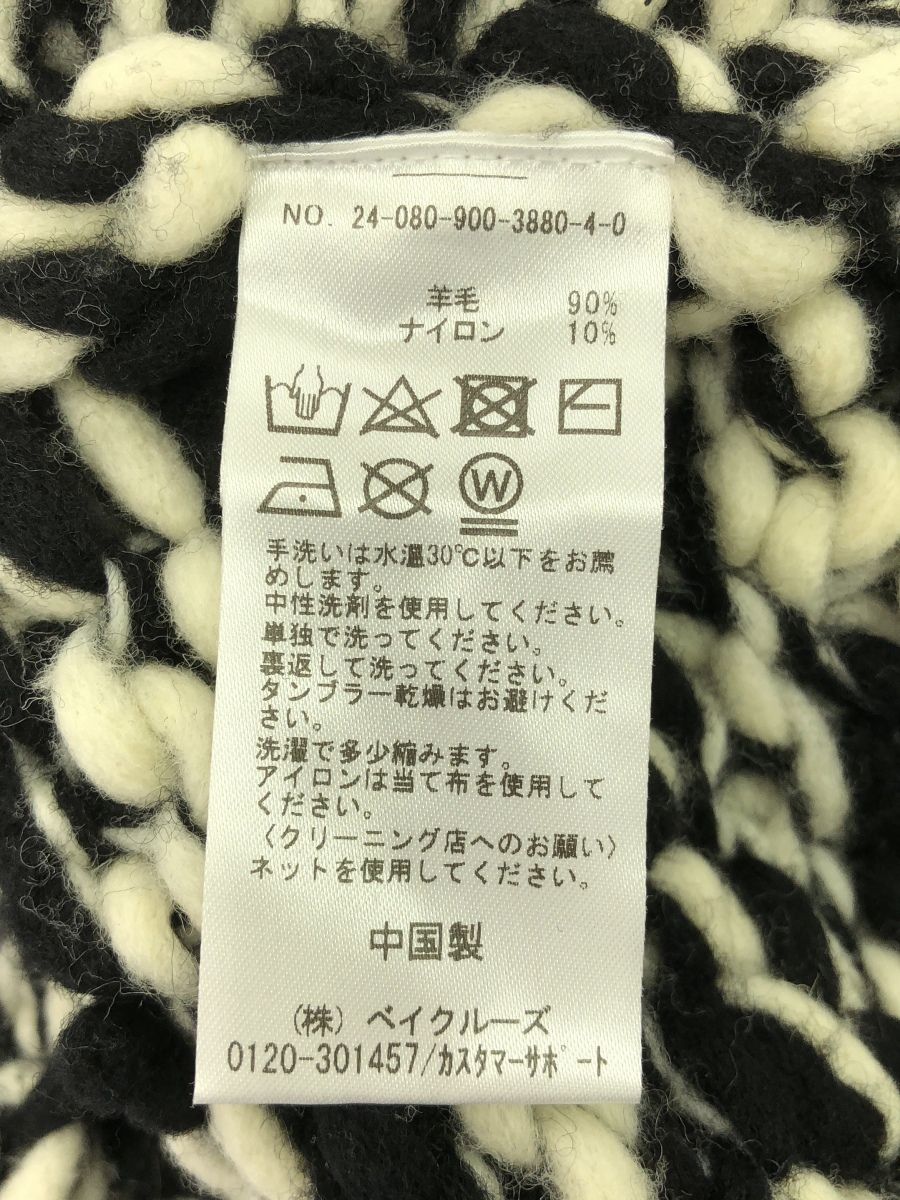 NO. 24-080-900-3880-4-0
羊毛 90%
ナイロン 10%
W
手洗いは水温30℃以下をお薦
めします。
中性洗剤を使用してください。
単独で洗ってください。
裏返して洗ってください。
タンブラー乾燥はお避けくだ
さい。
洗濯で多少縮みます。
アイロンは当て布を使用して
ください。
〈クリーニング店へのお願い〉
ネットを使用してください。
中国製
(株) ベイクルーズ
0120-301457/カスタマーサポート